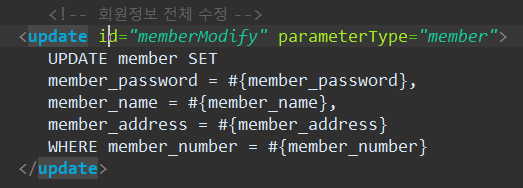 <!-- 회원정보 전체 수정 -->
<update id="memberModify" parameterType="member">
UPDATE member SET
member_password = #{member_password},
member_name = #{member_name},
member_address = #{member_address}
WHERE member_number = #{member_number}
</update>